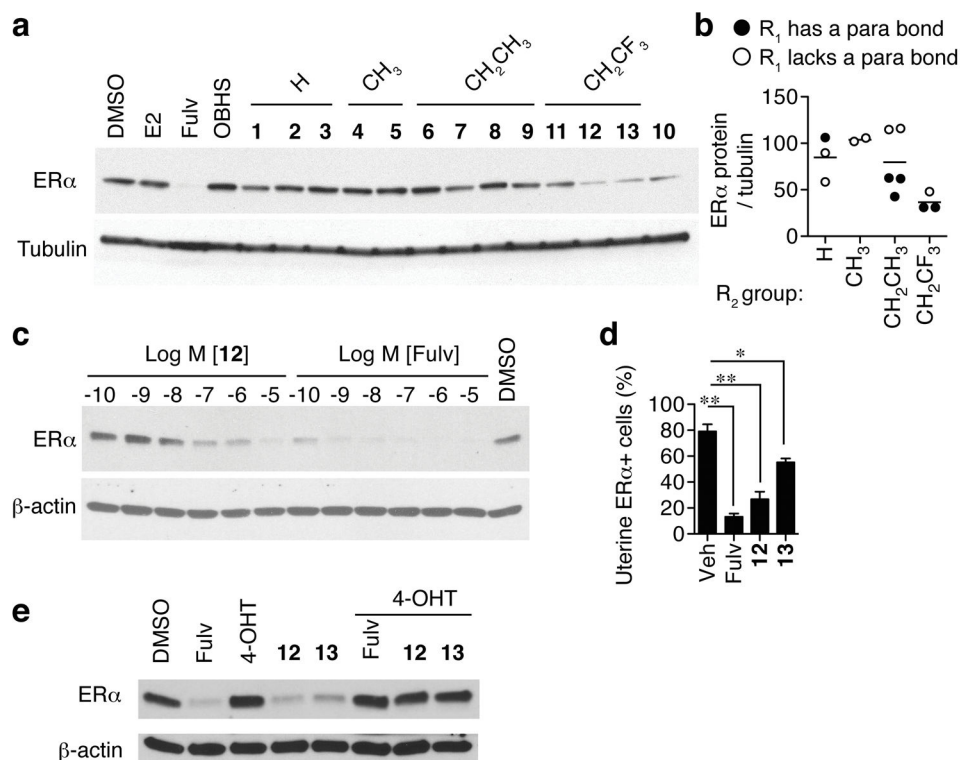 a
DMSO E2 Fulv OBHS H CH3 CH2CH3 CH2CF3
1 2 3 4 5 6 7 8 9 11 12 13 10
ERα
Tubulin
b
R1 has a para bond
R1 lacks a para bond
ERα protein / tubulin
150
100
50
0
H CH3 CH2CH3 CH2CF3
R2 group:
c
Log M [12] Log M [Fulv] DMSO
-10 -9 -8 -7 -6 -5 -10 -9 -8 -7 -6 -5
ERα
β-actin
d
Uterine ERα+ cells (%)
*
**
**
100
80
60
40
20
0
Veh Fulv 12 13
e
4-OHT
DMSO Fulv 4-OHT 12 13 Fulv 12 13
ERα
β-actin